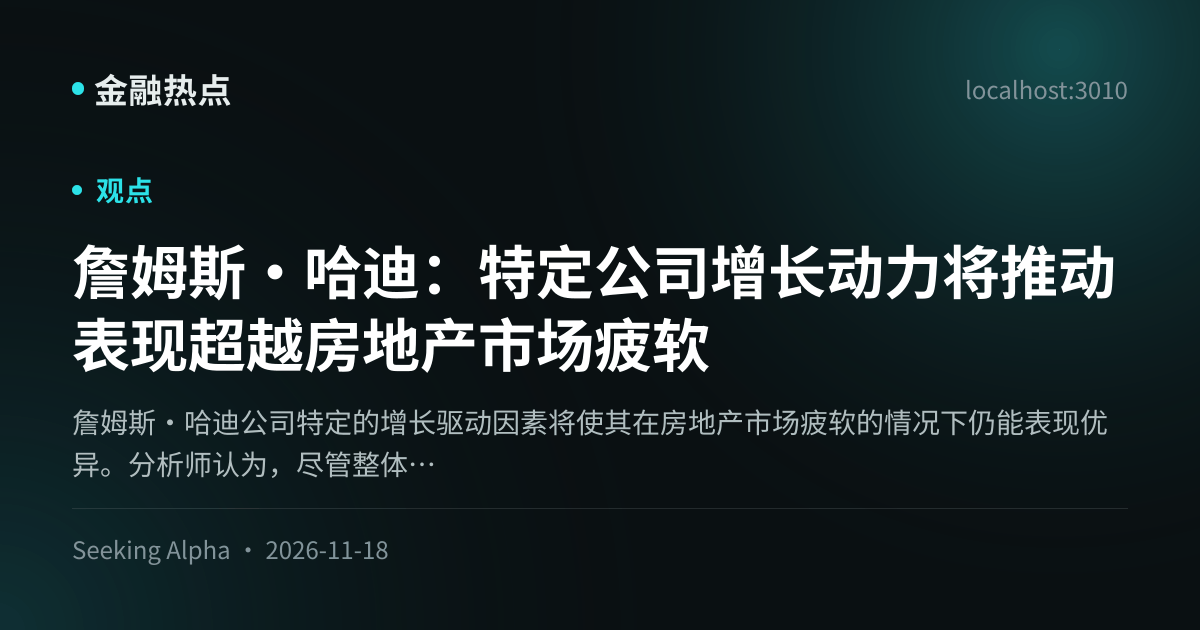 金融热点
localhost:3010
观点
詹姆斯·哈迪：特定公司增长动力将推动
表现超越房地产市场疲软
詹姆斯·哈迪公司特定的增长驱动因素将使其在房地产市场疲软的情况下仍能表现优
异。分析师认为，尽管整体…
Seeking Alpha · 2026-11-18